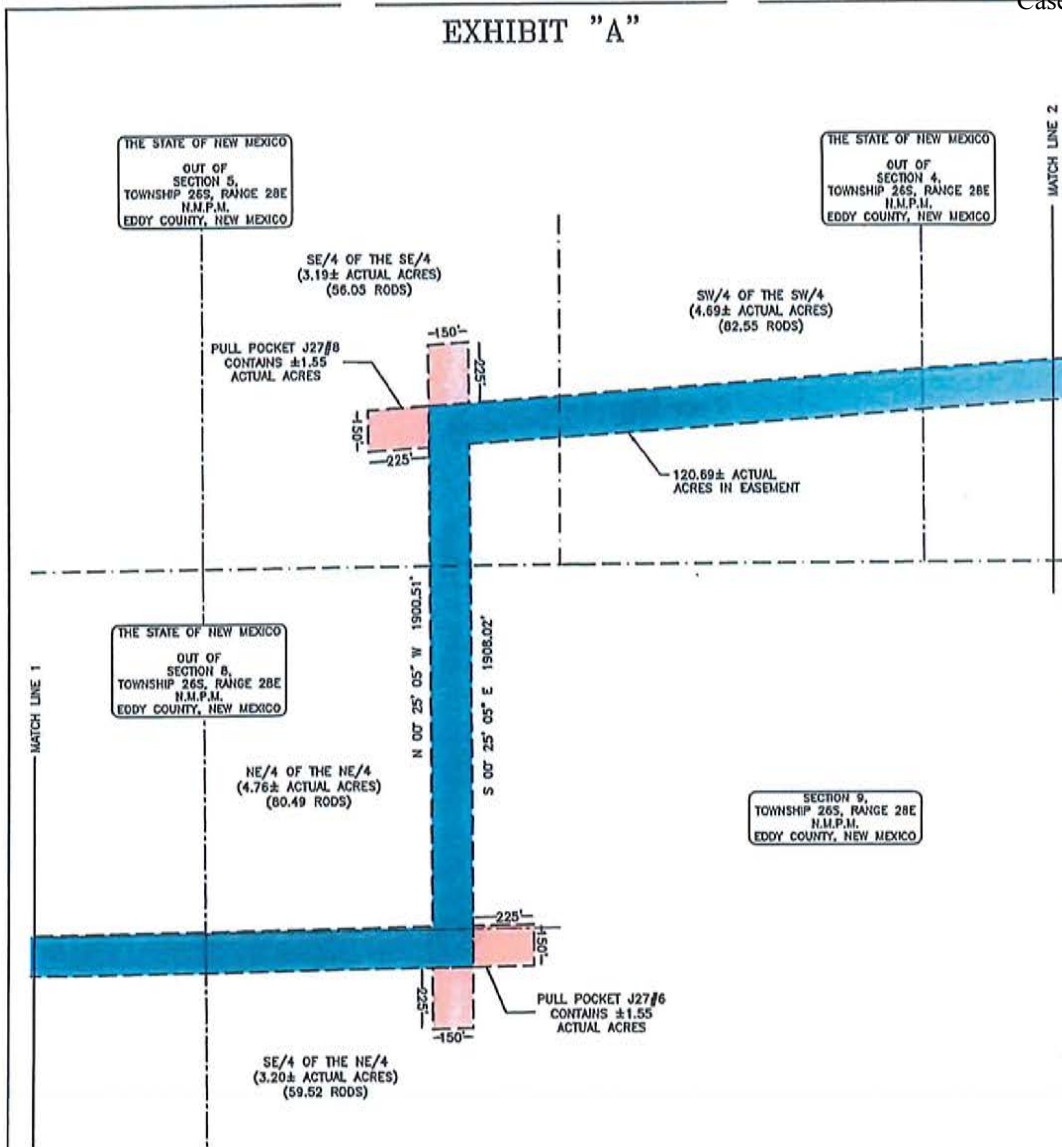 Case
EXHIBIT "A"
THE STATE OF NEW MEXICO
OUT OF
SECTION 5,
TOWNSHIP 26S, RANGE 28E
N.M.P.M.
EDDY COUNTY, NEW MEXICO
THE STATE OF NEW MEXICO
OUT OF
SECTION 4,
TOWNSHIP 26S, RANGE 28E
N.M.P.M.
EDDY COUNTY, NEW MEXICO
MATCH LINE 2
SE/4 OF THE SE/4
(3.19± ACTUAL ACRES)
(56.05 RODS)
SW/4 OF THE SW/4
(4.69± ACTUAL ACRES)
(82.55 RODS)
PULL POCKET J27#8
CONTAINS ±1.55
ACTUAL ACRES
150'
225'
150'
225'
120.69± ACTUAL
ACRES IN EASEMENT
N 00° 25' 05" W 1900.51'
S 00° 25' 05" E 1908.02'
THE STATE OF NEW MEXICO
OUT OF
SECTION 8,
TOWNSHIP 26S, RANGE 28E
N.M.P.M.
EDDY COUNTY, NEW MEXICO
MATCH LINE 1
NE/4 OF THE NE/4
(4.76± ACTUAL ACRES)
(80.49 RODS)
SECTION 9,
TOWNSHIP 26S, RANGE 28E
N.M.P.M.
EDDY COUNTY, NEW MEXICO
225'
150'
225'
150'
PULL POCKET J27#6
CONTAINS ±1.55
ACTUAL ACRES
SE/4 OF THE NE/4
(3.20± ACTUAL ACRES)
(59.52 RODS)